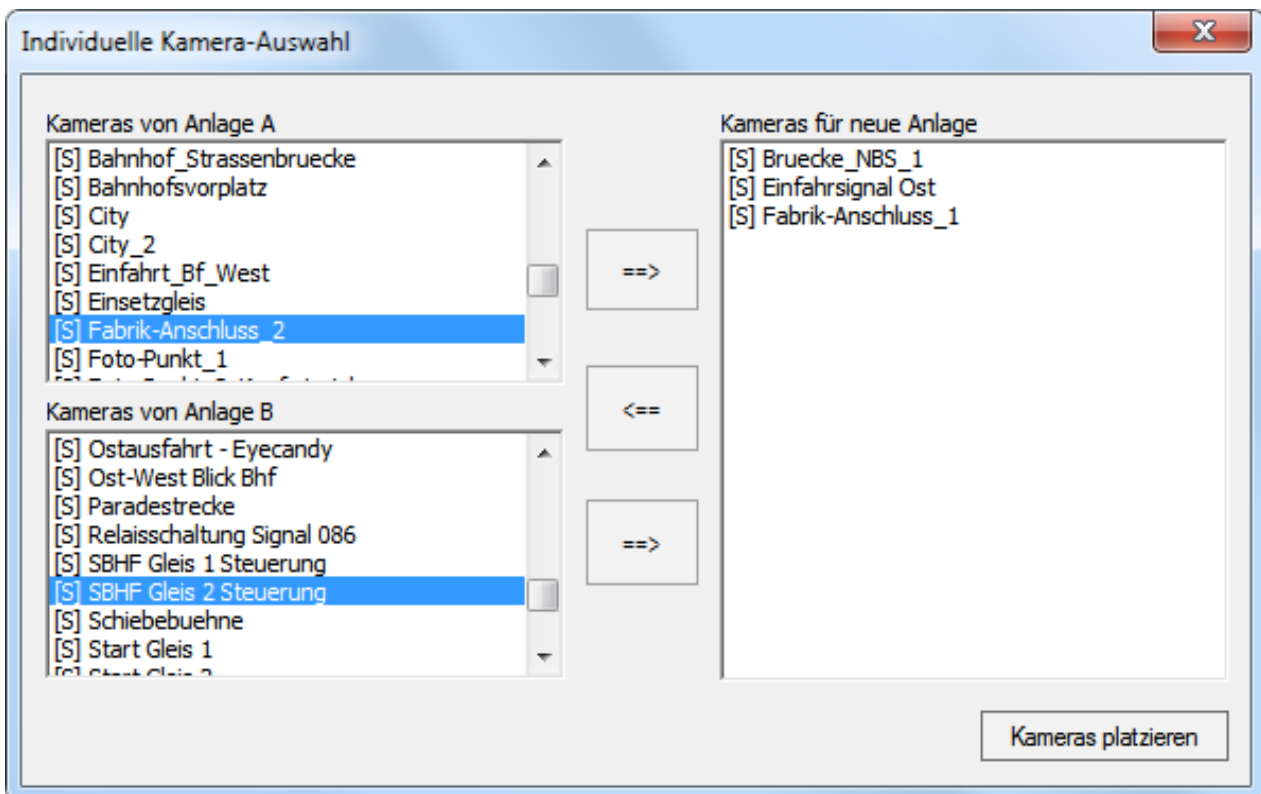 Individuelle Kamera-Auswahl
Kameras von Anlage A
[S] Bahnhof_Strassenbruecke
[S] Bahnhofsvorplatz
[S] City
[S] City_2
[S] Einfahrt_Bf_West
[S] Einsetzgleis
[S] Fabrik-Anschluss_2
[S] Foto-Punkt_1
Kameras von Anlage B
[S] Ostausfahrt - Eyecandy
[S] Ost-West Blick Bhf
[S] Paradestrecke
[S] Relaisschaltung Signal 086
[S] SBHF Gleis 1 Steuerung
[S] SBHF Gleis 2 Steuerung
[S] Schiebebuehne
[S] Start Gleis 1
==>
<==
==>
Kameras für neue Anlage
[S] Bruecke_NBS_1
[S] Einfahrsignal Ost
[S] Fabrik-Anschluss_1
Kameras platzieren